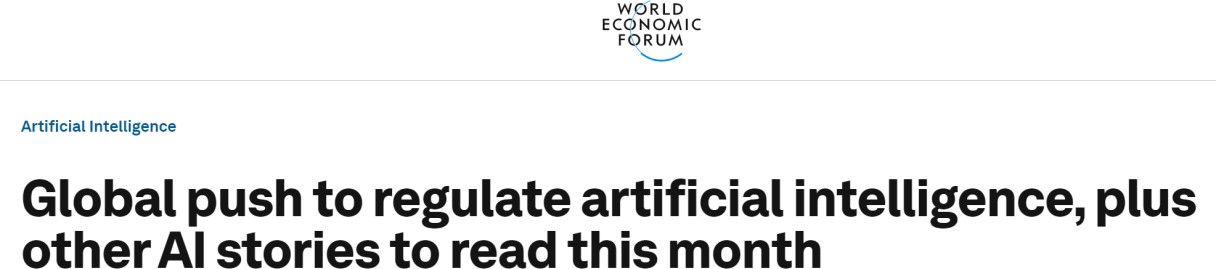 WORLD
ECONOMIC
FORUM
Artificial Intelligence
Global push to regulate artificial intelligence, plus
other AI stories to read this month